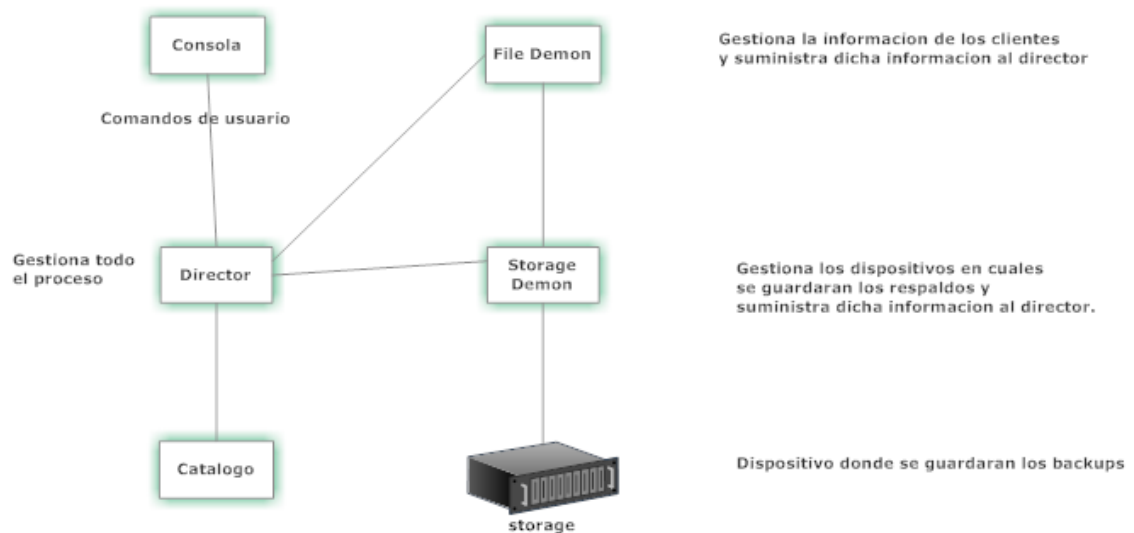 Consola
File Demon
Gestiona la informacion de los clientes
y suministra dicha informacion al director
Comandos de usuario
Gestiona todo
el proceso
Director
Storage
Demon
Gestiona los dispositivos en cuales
se guardaran los respaldos y
suministra dicha informacion al director.
Catalogo
Dispositivo donde se guardaran los backups
storage